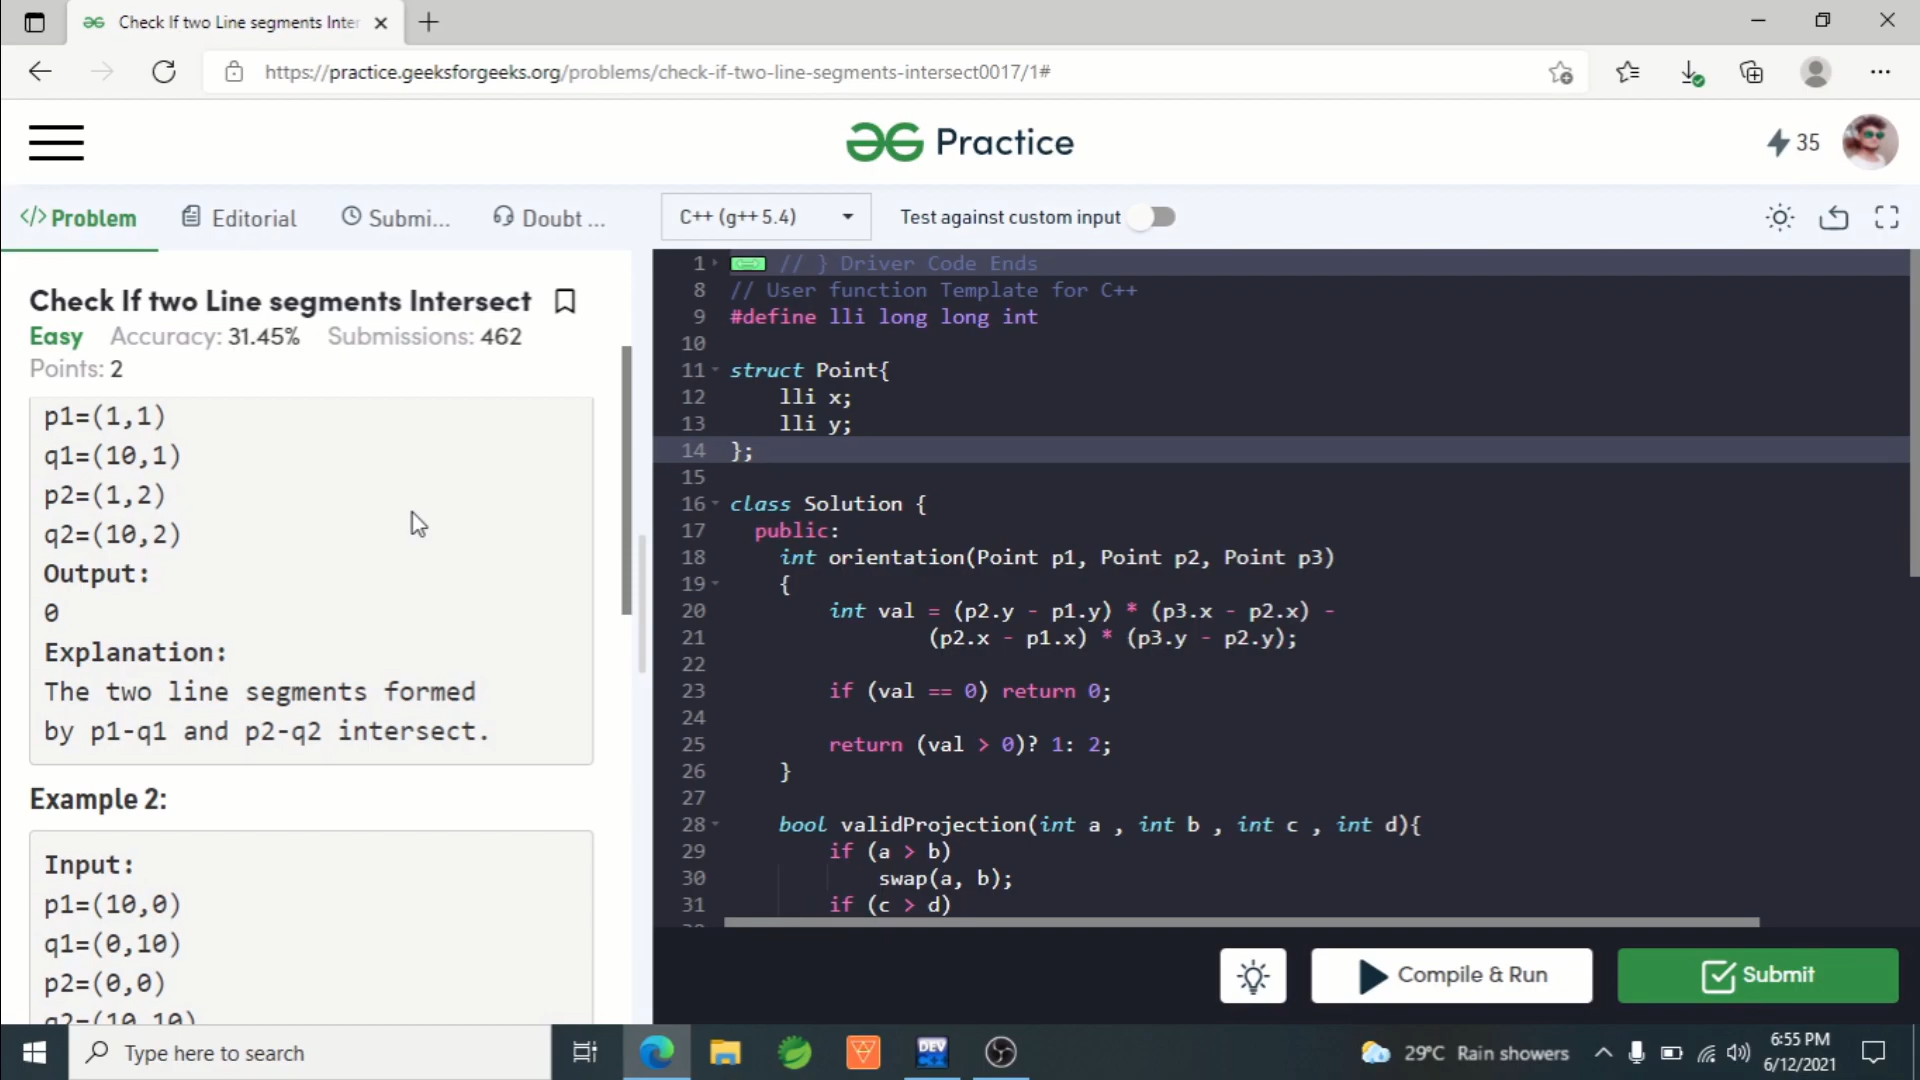 Check If two Line segments Inter
https://practice.geeksforgeeks.org/problems/check-if-two-line-segments-intersect0017/1#
Practice
35
</> Problem
Editorial
Submi...
Doubt ...
C++ (g++ 5.4)
Test against custom input
Check If two Line segments Intersect
Easy Accuracy: 31.45% Submissions: 462
Points: 2
p1=(1,1)
q1=(10,1)
p2=(1,2)
q2=(10,2)
Output:
0
Explanation:
The two line segments formed
by p1-q1 and p2-q2 intersect.
Example 2:
Input:
p1=(10,0)
q1=(0,10)
p2=(0,0)
q2=(10,10)
1 // } Driver Code Ends
8 // User function Template for C++
9 #define lli long long int
10
11 struct Point{
12 lli x;
13 lli y;
14 };
15
16 class Solution {
17 public:
18 int orientation(Point p1, Point p2, Point p3)
19 {
20 int val = (p2.y - p1.y) * (p3.x - p2.x) -
21 (p2.x - p1.x) * (p3.y - p2.y);
22
23 if (val == 0) return 0;
24
25 return (val > 0)? 1: 2;
26 }
27
28 bool validProjection(int a , int b , int c , int d){
29 if (a > b)
30 swap(a, b);
31 if (c > d)
Compile & Run
Submit
Type here to search
DEV
29°C Rain showers
6:55 PM
6/12/2021